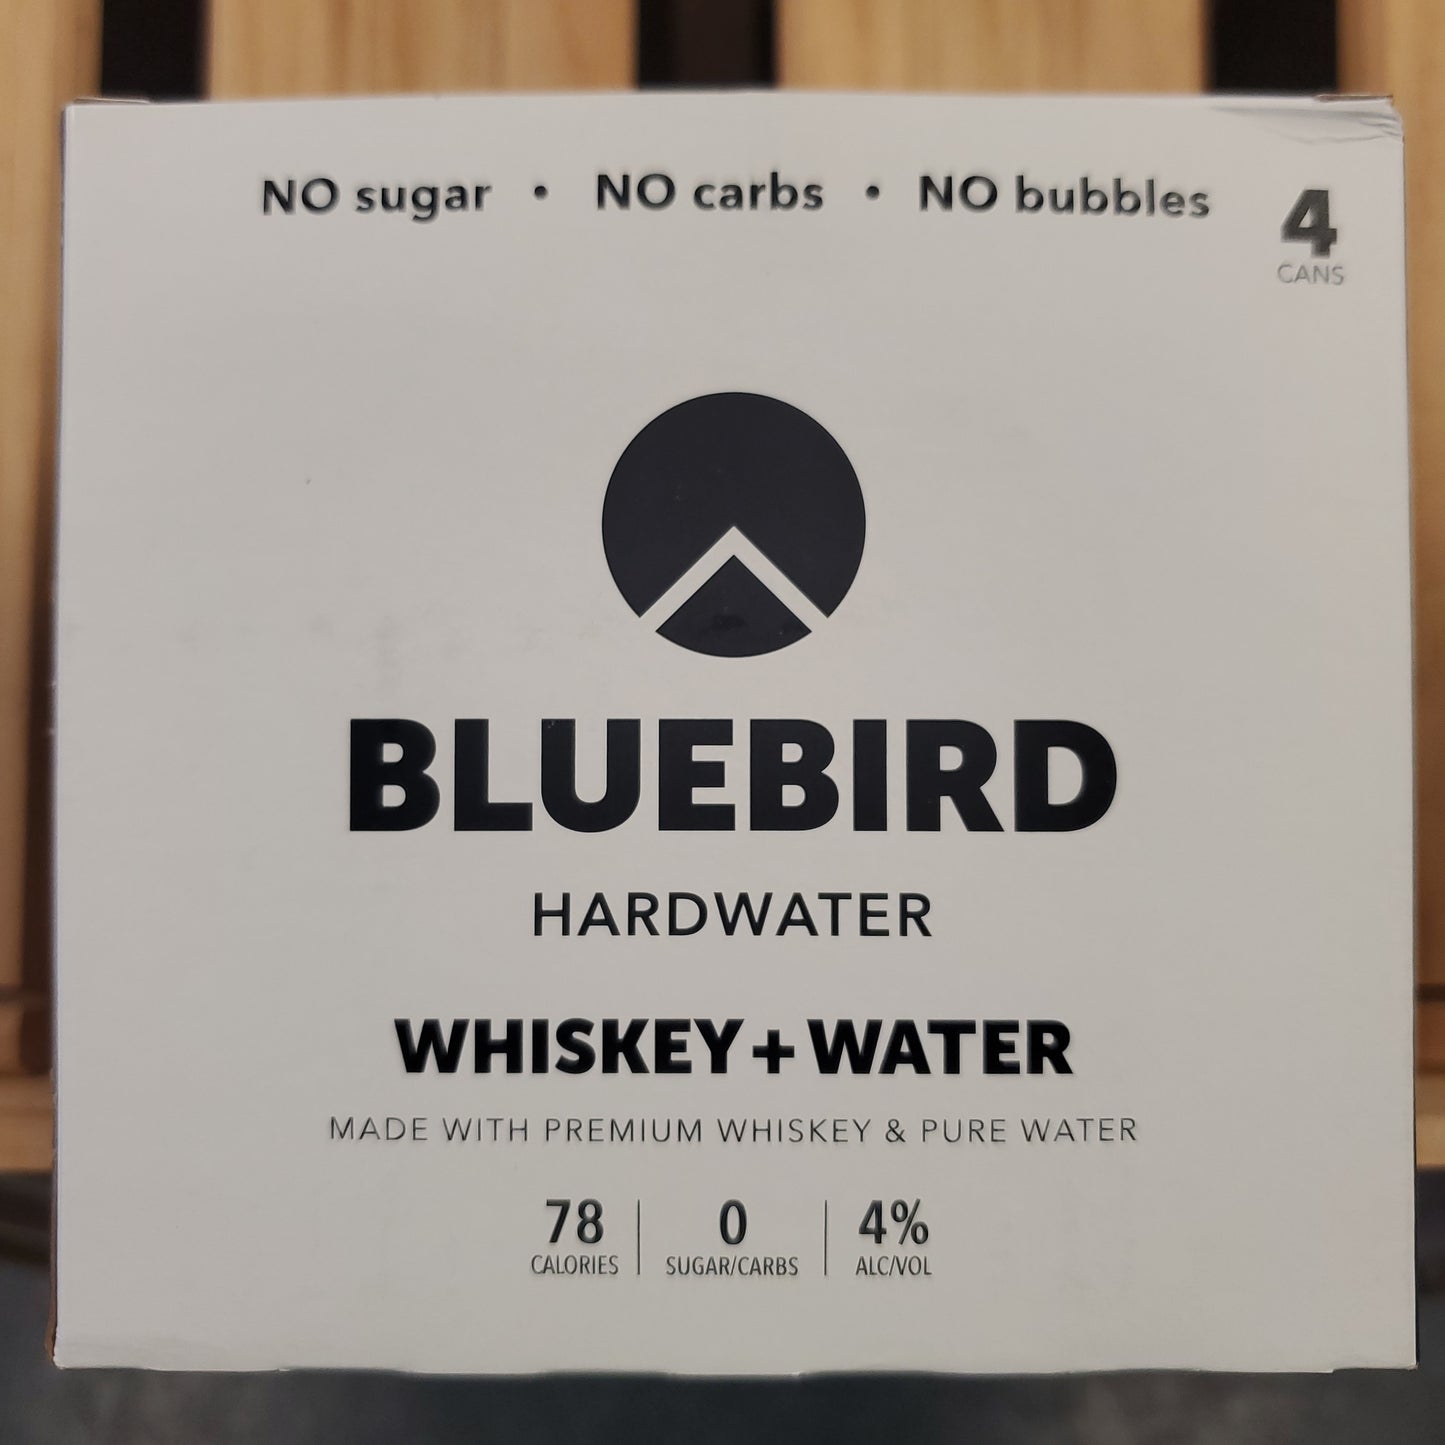 NO sugar • NO carbs • NO bubbles
4
CANS
BLUEBIRD
HARDWATER
WHISKEY+WATER
MADE WITH PREMIUM WHISKEY & PURE WATER
78 0 4%
CALORIES SUGAR/CARBS ALC/VOL